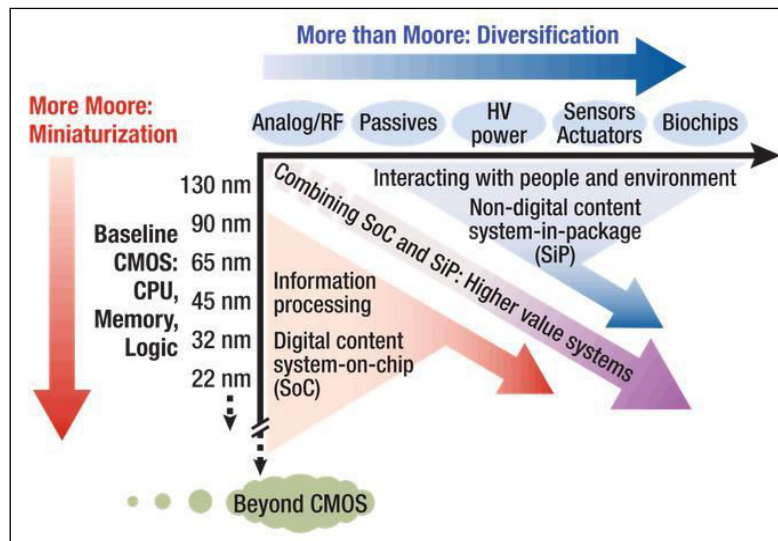 More than Moore: Diversification
More Moore:
Miniaturization
Analog/RF
Passives
HV
power
Sensors
Actuators
Biochips
130 nm
90 nm
65 nm
45 nm
32 nm
22 nm
Baseline
CMOS:
CPU,
Memory,
Logic
Interacting with people and environment
Non-digital content
system-in-package
(SiP)
Combining SoC and SiP: Higher value systems
Information
processing
Digital content
system-on-chip
(SoC)
Beyond CMOS